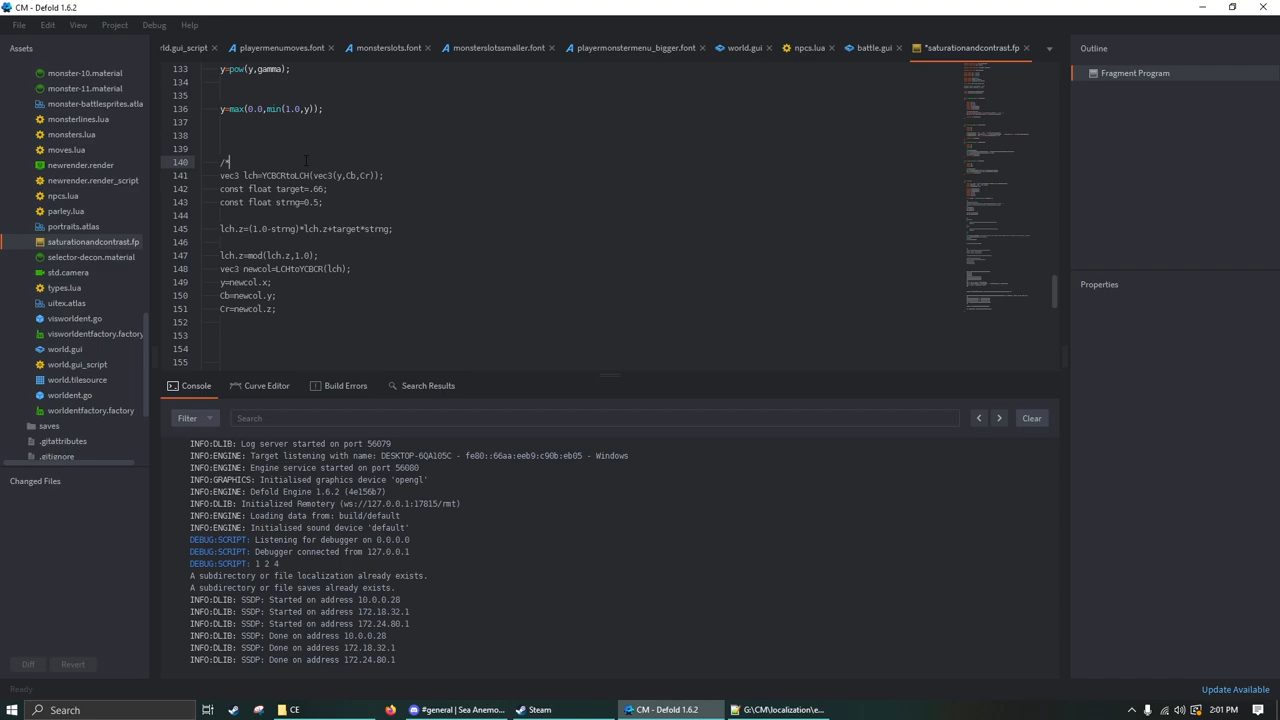 CM - Defold 1.6.2
File Edit View Project Debug Help
Assets
rld.gui_script
playermenumoves.font
monsterslots.font
monsterslotssmaller.font
playermonstermenu_bigger.font
world.gui
npcs.lua
battle.gui
*saturationandcontrast.fp
Outline
Fragment Program
Properties
monster-10.material
monster-11.material
monster-battlesprites.atla
monsterlines.lua
monsters.lua
moves.lua
newrender.render
newrender.render_script
npcs.lua
parley.lua
portraits.atlas
saturationandcontrast.fp
selector-decon.material
std.camera
types.lua
uitex.atlas
visworldent.go
visworldentfactory.factory
world.gui
world.gui_script
world.tilesource
worldent.go
worldentfactory.factory
saves
.gitattributes
.gitignore
Changed Files
Diff Revert
133 y=pow(y,gamma);
134
135
136 y=max(0.0,min(1.0,y));
137
138
139
140 /*
141 vec3 lch=YCBCRtoLCH(vec3(y,Cb,Cr));
142 const float target=.66;
143 const float strng=0.5;
144
145 lch.z=(1.0-strng)*lch.z+target*strng;
146
147 lch.z=mod(lch.z,1.0);
148 vec3 newcol=LCHtoYCBCR(lch);
149 y=newcol.x;
150 Cb=newcol.y;
151 Cr=newcol.z;
152
153
154
155
Console Curve Editor Build Errors Search Results
Filter Search Clear
INFO:DLIB: Log server started on port 56079
INFO:ENGINE: Target listening with name: DESKTOP-6QA105C - fe80::66aa:eeb9:c90b:eb05 - Windows
INFO:ENGINE: Engine service started on port 56080
INFO:GRAPHICS: Initialised graphics device 'opengl'
INFO:ENGINE: Defold Engine 1.6.2 (4e156b7)
INFO:DLIB: Initialized Remotery (ws://127.0.0.1:17815/rmt)
INFO:ENGINE: Loading data from: build/default
INFO:ENGINE: Initialised sound device 'default'
DEBUG:SCRIPT: Listening for debugger on 0.0.0.0
DEBUG:SCRIPT: Debugger connected from 127.0.0.1
DEBUG:SCRIPT: 1 2 4
A subdirectory or file localization already exists.
A subdirectory or file saves already exists.
INFO:DLIB: SSDP: Started on address 10.0.0.28
INFO:DLIB: SSDP: Started on address 172.18.32.1
INFO:DLIB: SSDP: Started on address 172.24.80.1
INFO:DLIB: SSDP: Done on address 10.0.0.28
INFO:DLIB: SSDP: Done on address 172.18.32.1
INFO:DLIB: SSDP: Done on address 172.24.80.1
Ready
Update Available
Search
CE
#general | Sea Anemo...
Steam
CM - Defold 1.6.2
G:\CM\localization\e...
2:01 PM